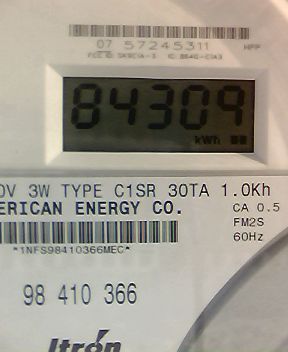 07 57245311
84309
kWh
0V 3W TYPE C1SR 30TA 1.0Kh
ERICAN ENERGY CO.
CA 0.5
FM2S
60Hz
*1NFS98410366MEC*
98 410 366
Itrón